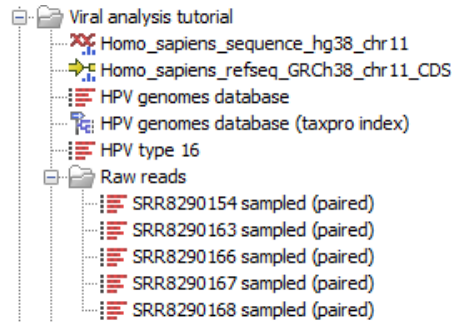 Viral analysis tutorial
Homo_sapiens_sequence_hg38_chr11
Homo_sapiens_refseq_GRCh38_chr11_CDS
HPV genomes database
HPV genomes database (taxpro index)
HPV type 16
Raw reads
SRR8290154 sampled (paired)
SRR8290163 sampled (paired)
SRR8290166 sampled (paired)
SRR8290167 sampled (paired)
SRR8290168 sampled (paired)